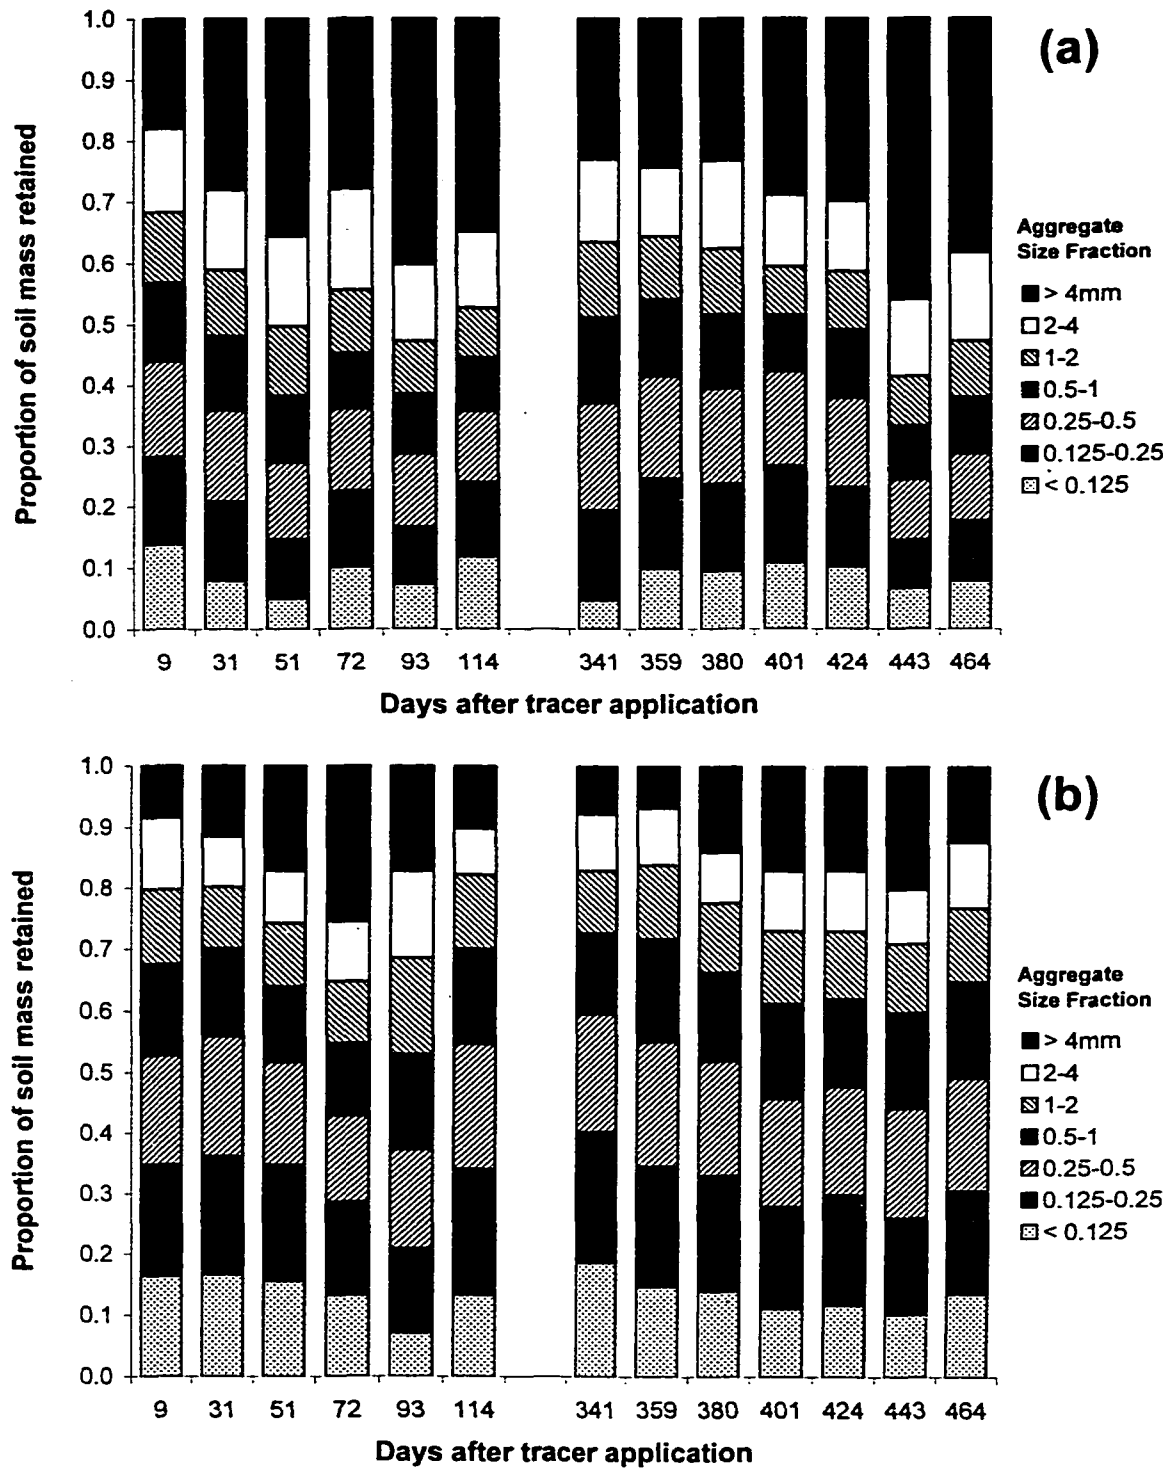 (a)
Proportion of soil mass retained
1.0
0.9
0.8
0.7
0.6
0.5
0.4
0.3
0.2
0.1
0.0
9 31 51 72 93 114 341 359 380 401 424 443 464
Days after tracer application
Aggregate
Size Fraction
> 4mm
2-4
1-2
0.5-1
0.25-0.5
0.125-0.25
< 0.125
(b)
Proportion of soil mass retained
1.0
0.9
0.8
0.7
0.6
0.5
0.4
0.3
0.2
0.1
0.0
9 31 51 72 93 114 341 359 380 401 424 443 464
Days after tracer application
Aggregate
Size Fraction
> 4mm
2-4
1-2
0.5-1
0.25-0.5
0.125-0.25
< 0.125